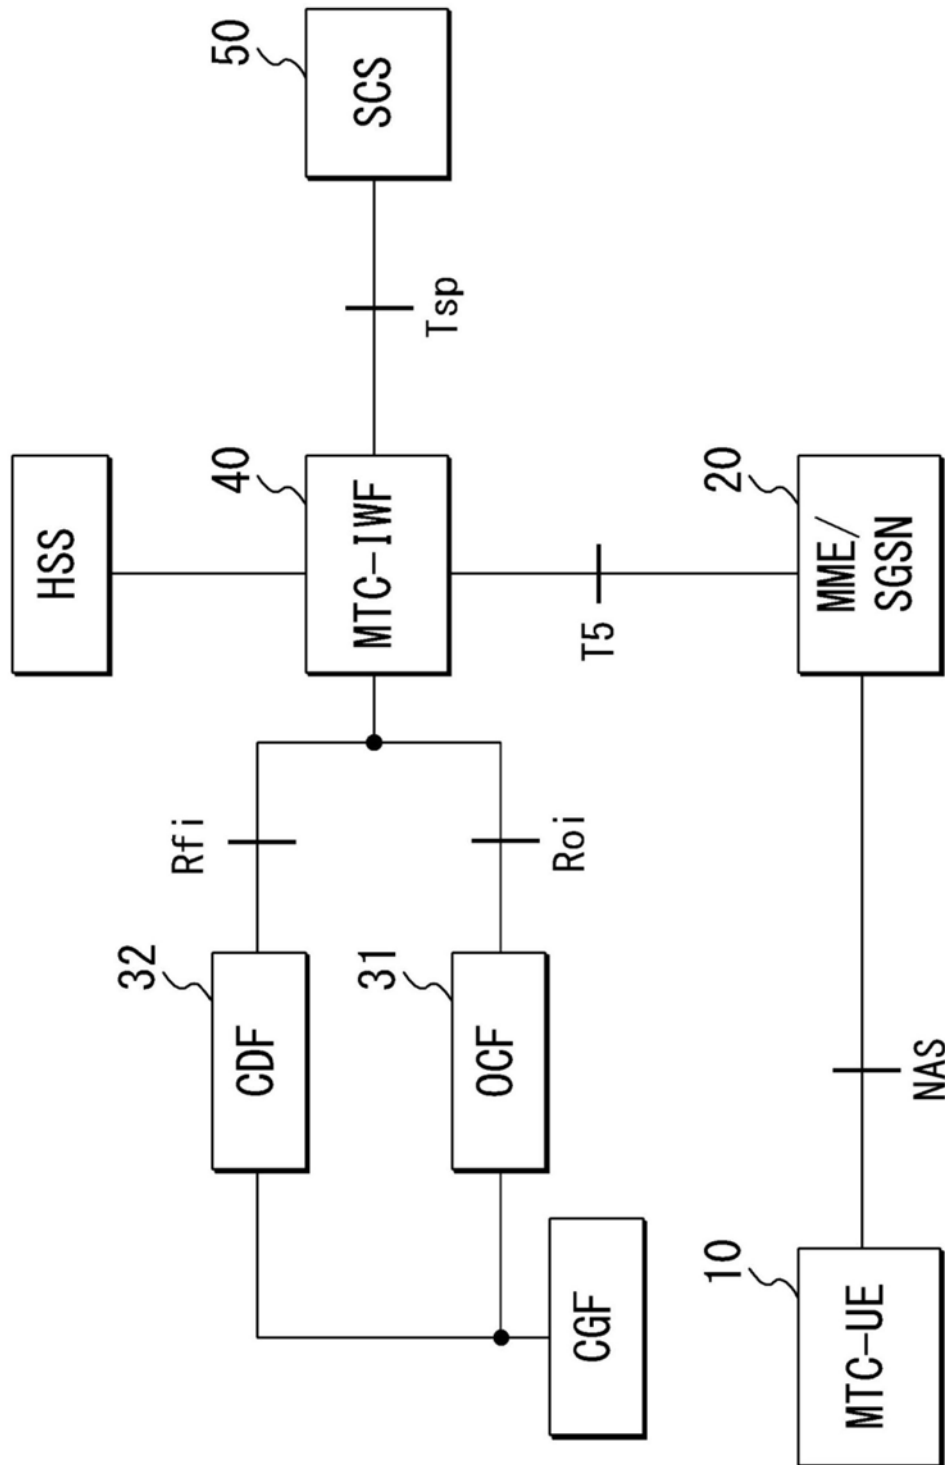 HSS
32
Rfi
40
50
CDF
MTC-IWF
SCS
31
Tsp
OCF
Roi
CGF
T5
10
20
MTC-UE
MME/
SGSN
NAS